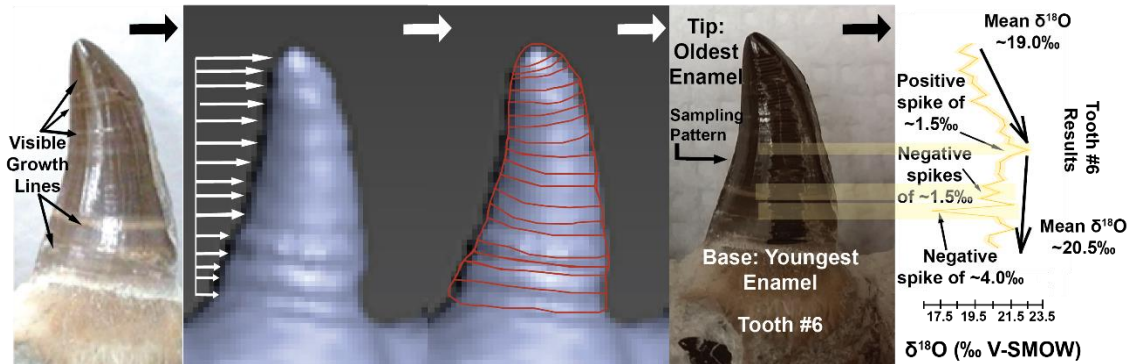 Visible
Growth
Lines
Tip:
Oldest
Enamel
Sampling
Pattern
Base: Youngest
Enamel
Tooth #6
Mean δ¹⁸O
~19.0‰
Positive
spike of
~1.5‰
Negative
spikes
of ~1.5‰
Negative
spike of ~4.0‰
Mean δ¹⁸O
~20.5‰
Tooth #6
Results
17.5 19.5 21.5 23.5
δ¹⁸O (‰ V-SMOW)